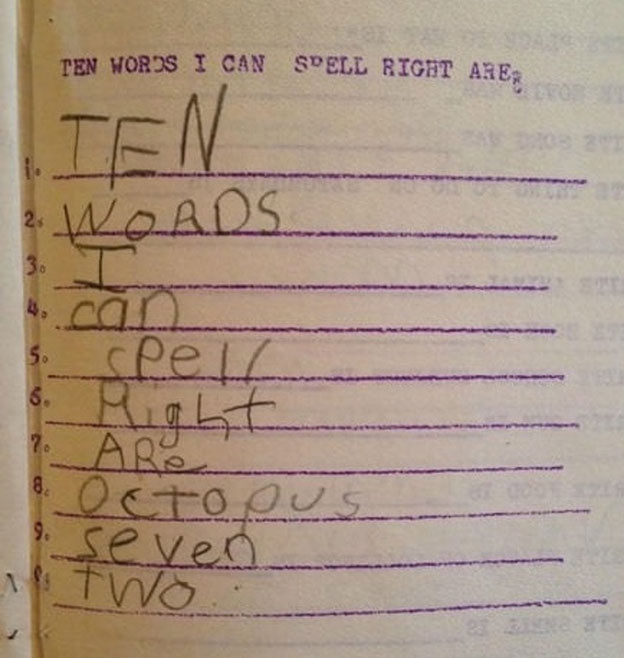 TEN WORDS I CAN SPELL RIGHT ARE:
1. TEN
2. WORDS
3. I
4. can
5. spell
6. Right
7. ARe
8. Octopus
9. seven
two